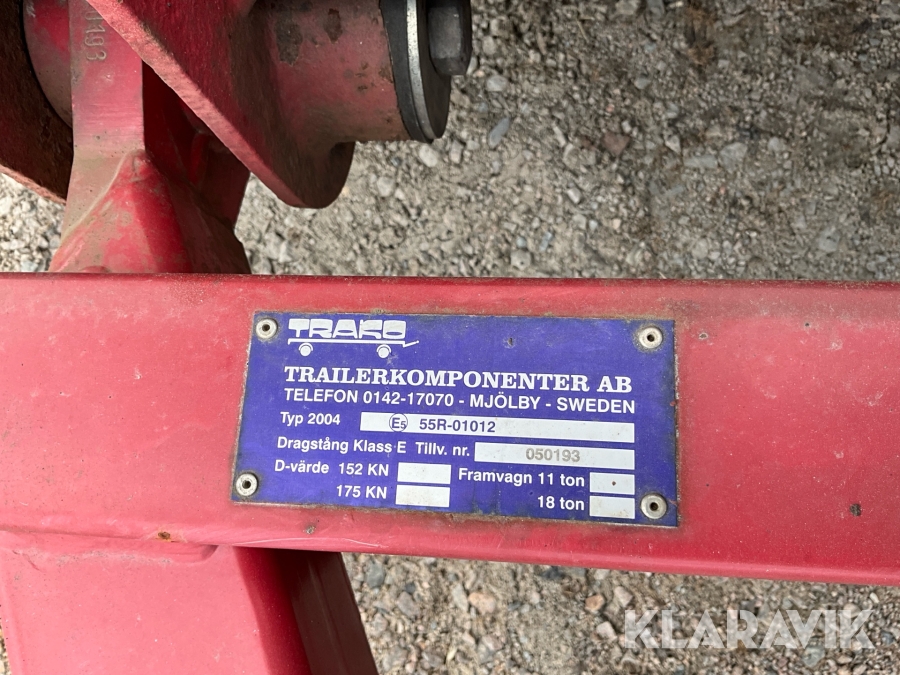 KLARAVIK
TRAKO
TRAILERKOMPONENTER AB
TELEFON 0142-17070 - MJÖLBY - SWEDEN
Typ 2004 E5 55R-01012
Dragstång Klass E Tillv. nr. 050193
D-värde 152 KN Framvagn 11 ton
175 KN 18 ton
KLARAVIK